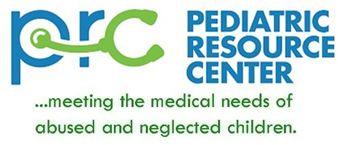 prc PEDIATRIC
RESOURCE
CENTER
...meeting the medical needs of
abused and neglected children.